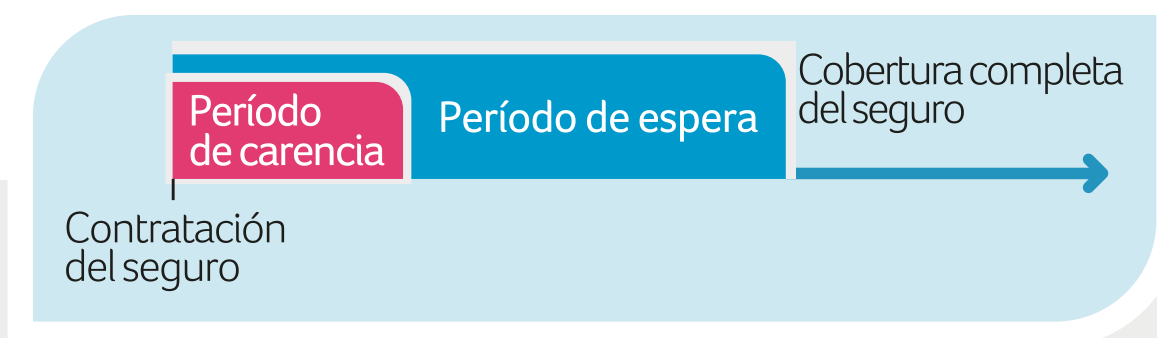 Período
de carencia
Período de espera
Cobertura completa
del seguro
Contratación
del seguro